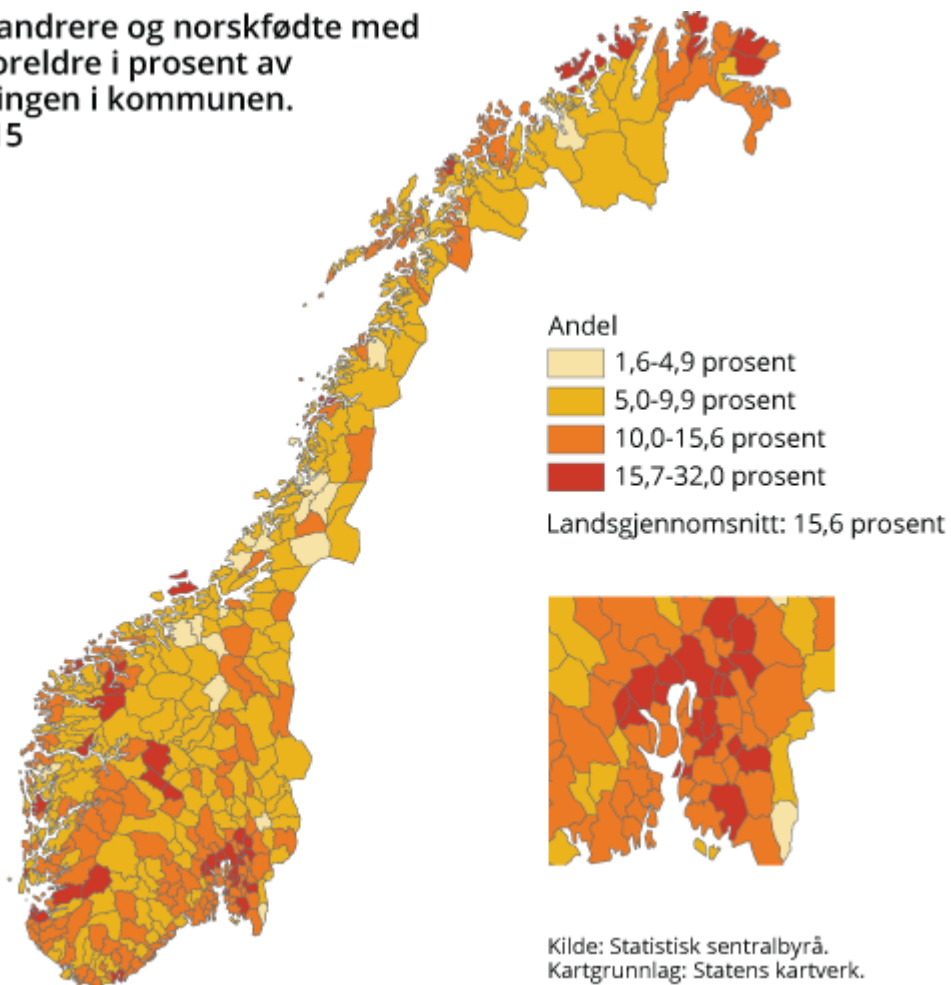 andrere og norskfødte med
oreldre i prosent av
ingen i kommunen.
15
Andel
1,6-4,9 prosent
5,0-9,9 prosent
10,0-15,6 prosent
15,7-32,0 prosent
Landsgjennomsnitt: 15,6 prosent
Kilde: Statistisk sentralbyrå.
Kartgrunnlag: Statens kartverk.